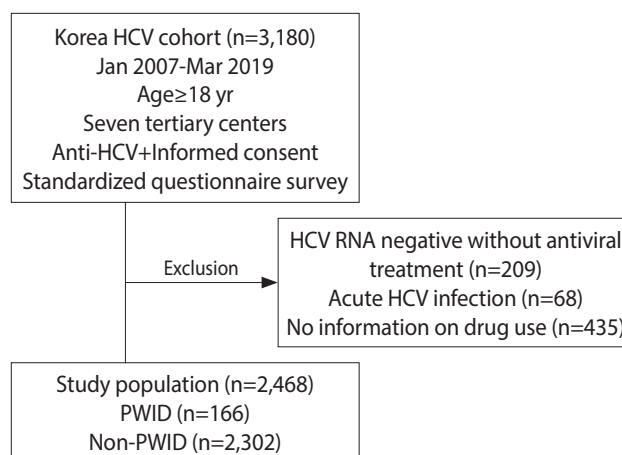 Korea HCV cohort (n=3,180)
Jan 2007-Mar 2019
Age≥18 yr
Seven tertiary centers
Anti-HCV+Informed consent
Standardized questionnaire survey
Exclusion
HCV RNA negative without antiviral
treatment (n=209)
Acute HCV infection (n=68)
No information on drug use (n=435)
Study population (n=2,468)
PWID (n=166)
Non-PWID (n=2,302)